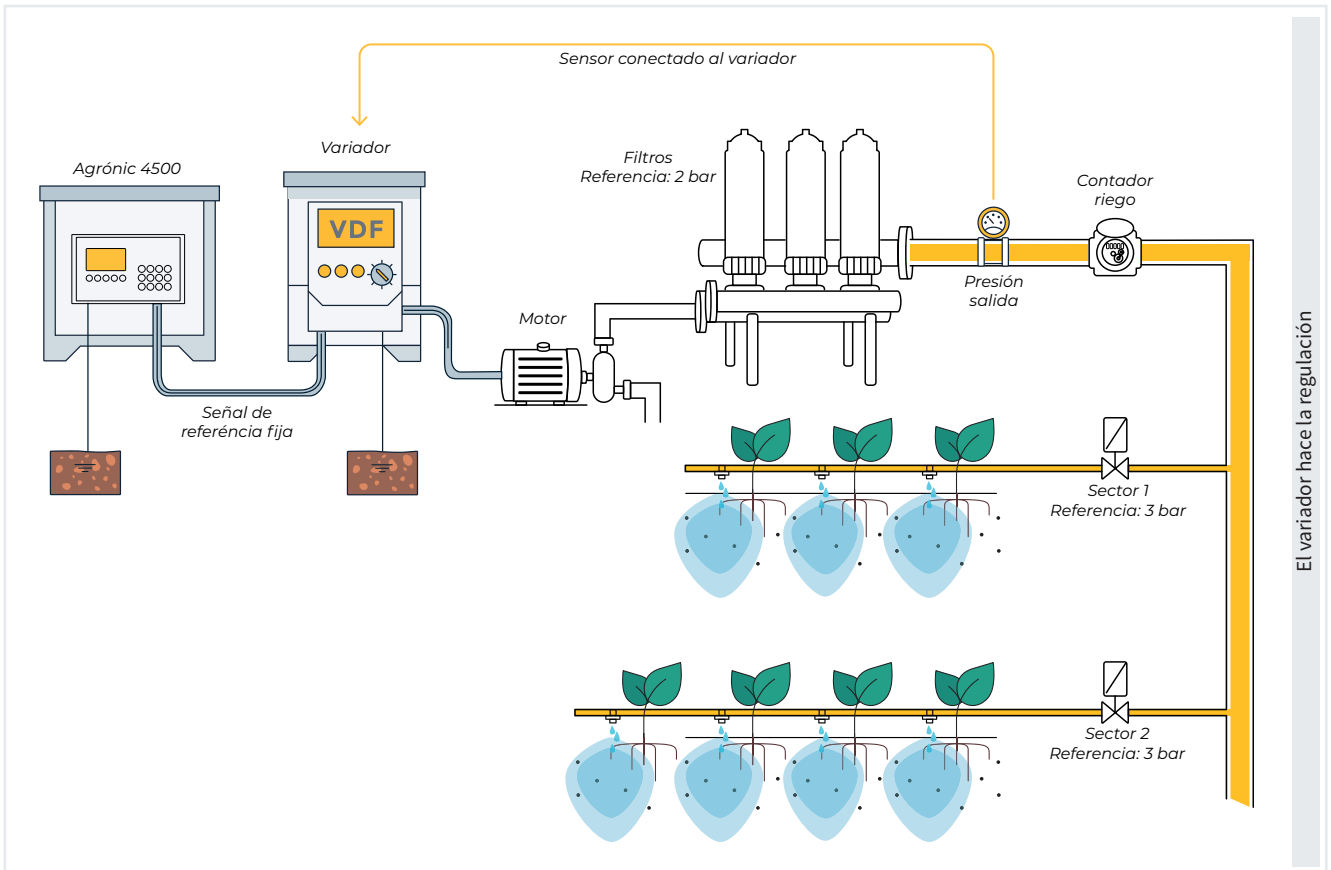 Sensor conectado al variador
Agrónic 4500
Variador
VDF
Filtros
Referencia: 2 bar
Contador
riego
Presión
salida
Motor
Señal de
referéncia fija
Sector 1
Referencia: 3 bar
Sector 2
Referencia: 3 bar
El variador hace la regulación